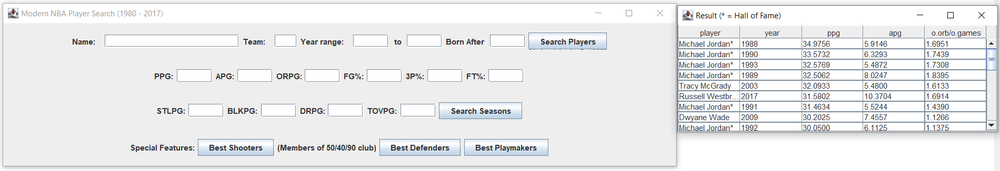 Modern NBA Player Search (1980 - 2017)
Name: Team: Year range: to Born After Search Players
PPG: APG: ORPG: FG%: 3P%: FT%:
STLPG: BLKPG: DRPG: TOVPG: Search Seasons
Special Features: Best Shooters (Members of 50/40/90 club) Best Defenders Best Playmakers
Result (* = Hall of Fame)
player year ppg apg o.orb/o.games
Michael Jordan* 1988 34.9756 5.9146 1.6951
Michael Jordan* 1990 33.5732 6.3293 1.7439
Michael Jordan* 1993 32.5769 5.4872 1.7308
Michael Jordan* 1989 32.5062 8.0247 1.8395
Tracy McGrady 2003 32.0933 5.4800 1.6133
Russell Westbr... 2017 31.5802 10.3704 1.6914
Michael Jordan* 1991 31.4634 5.5244 1.4390
Dwyane Wade 2009 30.2025 7.4557 1.1266
Michael Jordan* 1992 30.0500 6.1125 1.1375